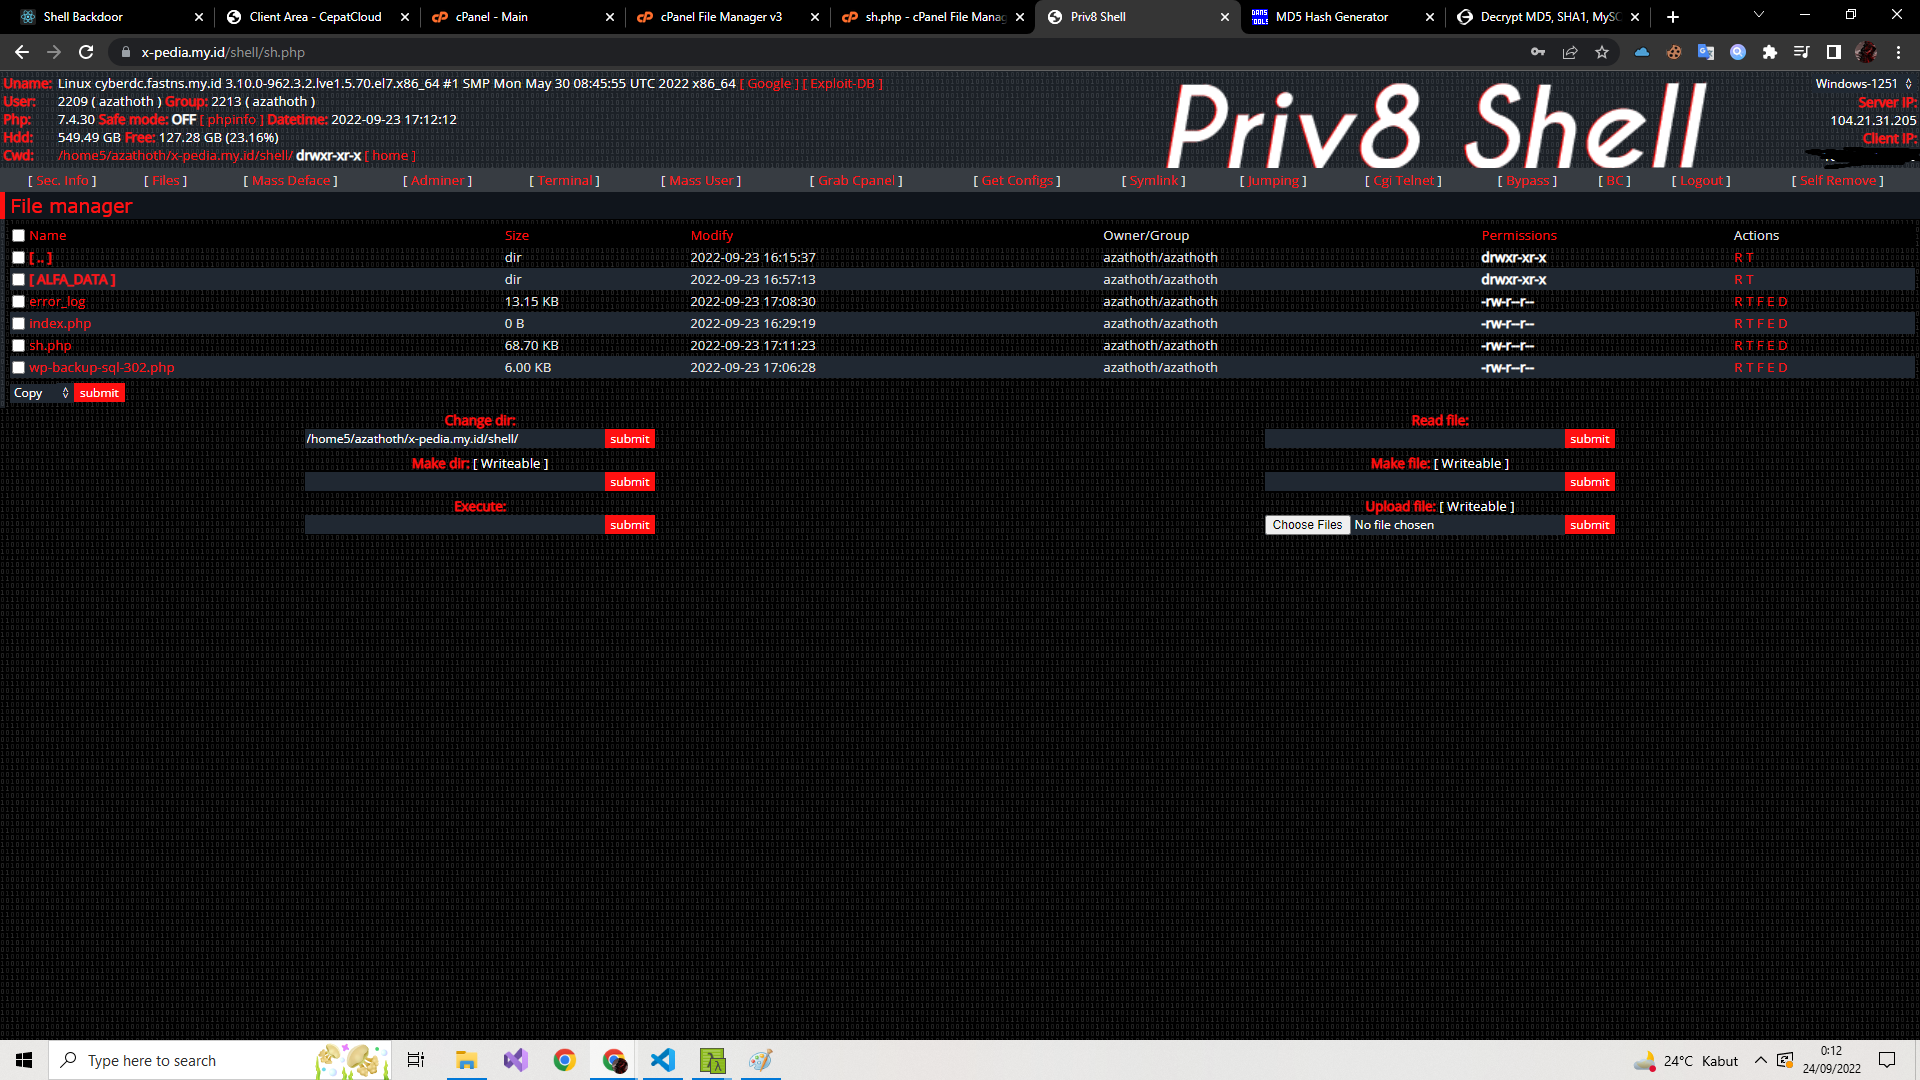 Shell Backdoor
Client Area - CepatCloud
cPanel - Main
cPanel File Manager v3
sh.php - cPanel File Manag
Priv8 Shell
MD5 Hash Generator
Decrypt MD5, SHA1, MySC
x-pedia.my.id/shell/sh.php
Uname: Linux cyberdc.fastns.my.id 3.10.0-962.3.2.lve1.5.70.el7.x86_64 #1 SMP Mon May 30 08:45:55 UTC 2022 x86_64 [ Google ] [ Exploit-DB ]
User: 2209 ( azathoth ) Group: 2213 ( azathoth )
Php: 7.4.30 Safe mode: OFF [ phpinfo ] Datetime: 2022-09-23 17:12:12
Hdd: 549.49 GB Free: 127.28 GB (23.16%)
Cwd: /home5/azathoth/x-pedia.my.id/shell/ drwxr-xr-x [ home ]
Priv8 Shell
Windows-1251
Server IP:
104.21.31.205
Client IP:
[ Sec. Info ] [ Files ] [ Mass Deface ] [ Adminer ] [ Terminal ] [ Mass User ] [ Grab Cpanel ] [ Get Configs ] [ Symlink ] [ Jumping ] [ Cgi Telnet ] [ Bypass ] [ BC ] [ Logout ] [ Self Remove ]
File manager
Name Size Modify Owner/Group Permissions Actions
[ .. ] dir 2022-09-23 16:15:37 azathoth/azathoth drwxr-xr-x R T
[ ALFA_DATA ] dir 2022-09-23 16:57:13 azathoth/azathoth drwxr-xr-x R T
error_log 13.15 KB 2022-09-23 17:08:30 azathoth/azathoth -rw-r--r-- R T F E D
index.php 0 B 2022-09-23 16:29:19 azathoth/azathoth -rw-r--r-- R T F E D
sh.php 68.70 KB 2022-09-23 17:11:23 azathoth/azathoth -rw-r--r-- R T F E D
wp-backup-sql-302.php 6.00 KB 2022-09-23 17:06:28 azathoth/azathoth -rw-r--r-- R T F E D
Copy submit
Change dir:
/home5/azathoth/x-pedia.my.id/shell/ submit
Make dir: [ Writeable ]
submit
Execute:
submit
Read file:
submit
Make file: [ Writeable ]
submit
Upload file: [ Writeable ]
Choose Files No file chosen submit
Type here to search
24°C Kabut
0:12
24/09/2022